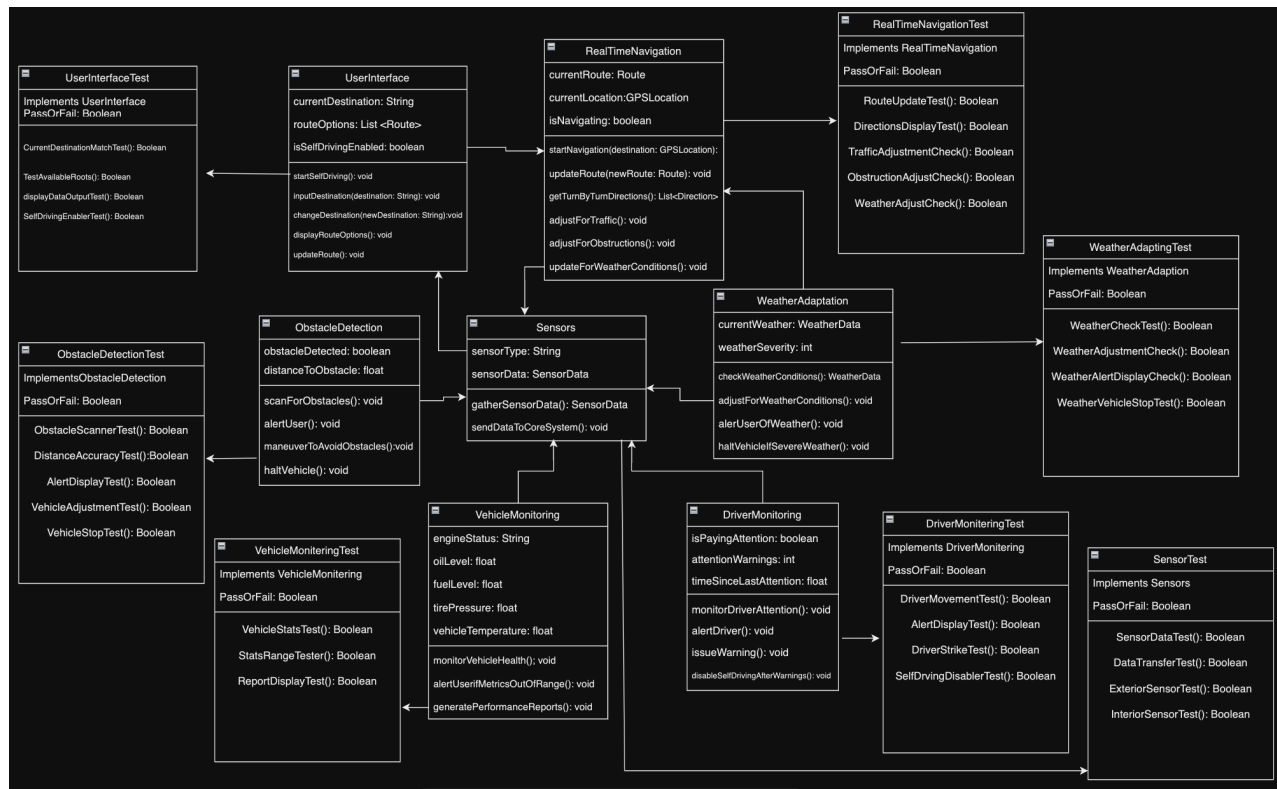 RealTimeNavigationTest
Implements RealTimeNavigation
PassOrFail: Boolean
RouteUpdateTest(): Boolean
DirectionsDisplayTest(): Boolean
TrafficAdjustmentCheck(): Boolean
ObstructionAdjustCheck(): Boolean
WeatherAdjustCheck(): Boolean
RealTimeNavigation
currentRoute: Route
currentLocation:GPSLocation
isNavigating: boolean
startNavigation(destination: GPSLocation):
updateRoute(newRoute: Route): void
getTurnByTurnDirections(): List<Direction>
adjustForTraffic(): void
adjustForObstructions(): void
updateForWeatherConditions(): void
UserInterfaceTest
Implements UserInterface
PassOrFail: Boolean
CurrentDestinationMatchTest(): Boolean
TestAvailableRoots(): Boolean
displayDataOutputTest(): Boolean
SelfDrivingEnablerTest(): Boolean
UserInterface
currentDestination: String
routeOptions: List <Route>
isSelfDrivingEnabled: boolean
startSelfDriving(): void
inputDestination(destination: String): void
changeDestination(newDestination: String):void
displayRouteOptions(): void
updateRoute(): void
WeatherAdaptingTest
Implements WeatherAdaption
PassOrFail: Boolean
WeatherCheckTest(): Boolean
WeatherAdjustmentCheck(): Boolean
WeatherAlertDisplayCheck(): Boolean
WeatherVehicleStopTest(): Boolean
WeatherAdaptation
currentWeather: WeatherData
weatherSeverity: int
checkWeatherConditions(): WeatherData
adjustForWeatherConditions(): void
alerUserOfWeather(): void
haltVehicleIfSevereWeather(): void
ObstacleDetection
obstacleDetected: boolean
distanceToObstacle: float
scanForObstacles(): void
alertUser(): void
maneuverToAvoidObstacles():void
haltVehicle(): void
Sensors
sensorType: String
sensorData: SensorData
gatherSensorData(): SensorData
sendDataToCoreSystem(): void
ObstacleDetectionTest
ImplementsObstacleDetection
PassOrFail: Boolean
ObstacleScannerTest(): Boolean
DistanceAccuracyTest():Boolean
AlertDisplayTest(): Boolean
VehicleAdjustmentTest(): Boolean
VehicleStopTest(): Boolean
VehicleMonitoring
engineStatus: String
oilLevel: float
fuelLevel: float
tirePressure: float
vehicleTemperature: float
monitorVehicleHealth(); void
alertUserifMetricsOutOfRange(): void
generatePerformanceReports(): void
DriverMonitoring
isPayingAttention: boolean
attentionWarnings: int
timeSinceLastAttention: float
monitorDriverAttention(): void
alertDriver(): void
issueWarning(): void
disableSelfDrivingAfterWarnings(): void
DriverMoniteringTest
Implements DriverMonitoring
PassOrFail: Boolean
DriverMovementTest(): Boolean
AlertDisplayTest(): Boolean
DriverStrikeTest(): Boolean
SelfDrvingDisablerTest(): Boolean
VehicleMoniteringTest
Implements VehicleMonitering
PassOrFail: Boolean
VehicleStatsTest(): Boolean
StatsRangeTester(): Boolean
ReportDisplayTest(): Boolean
SensorTest
Implements Sensors
PassOrFail: Boolean
SensorDataTest(): Boolean
DataTransferTest(): Boolean
ExteriorSensorTest(): Boolean
InteriorSensorTest(): Boolean